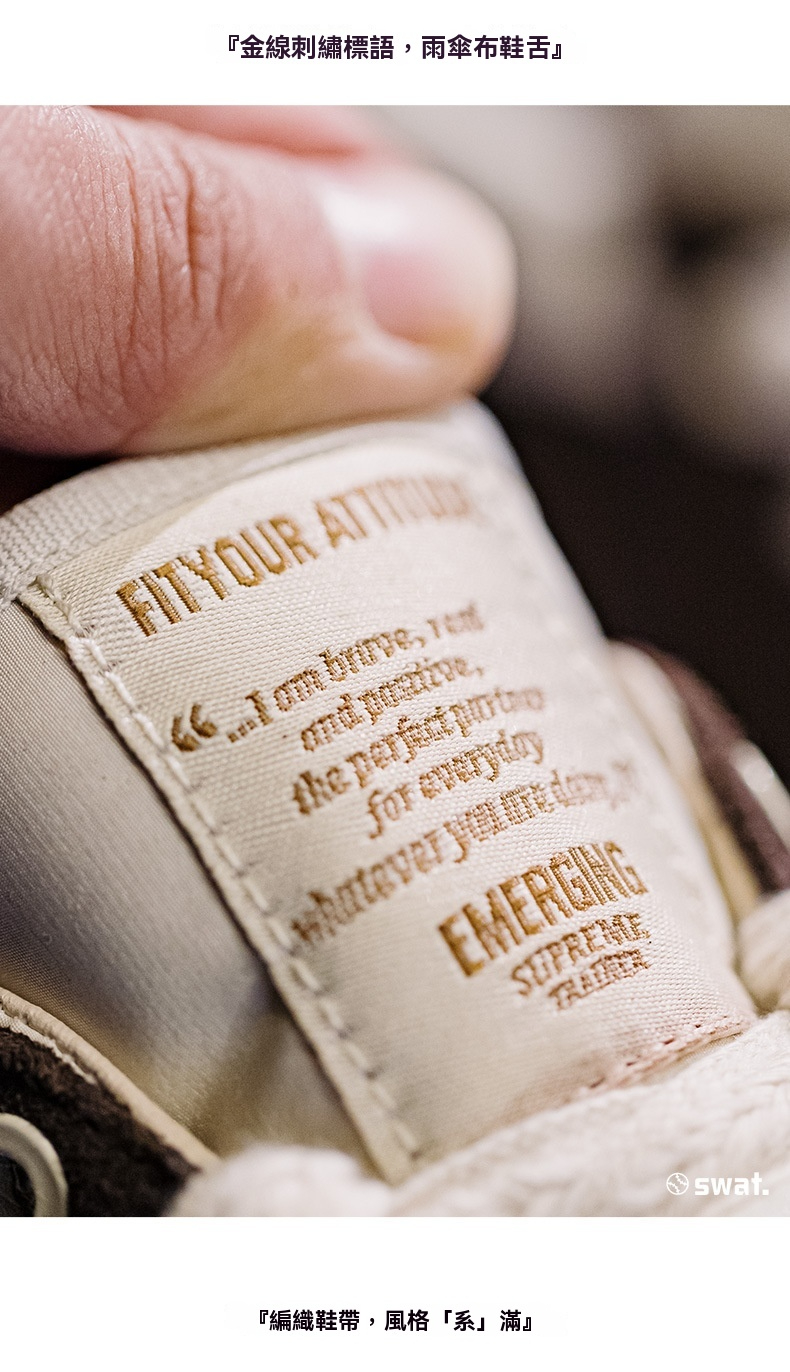 『金線刺繡標語，雨傘布鞋舌』
FITYOUR ATTITUDE
“ ...I am brave, real
and positive,
the perfect partner
for everyday
whatever you are doing.”
EMERGING
SUPREME
TRAINER
swat.
『編織鞋帶，風格「系」滿』